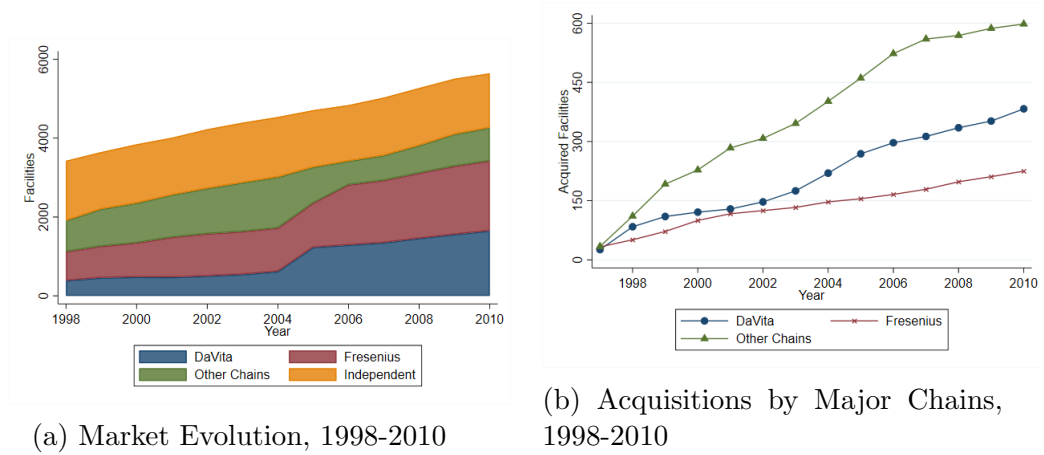 Facilities
6000
4000
2000
0
1998 2000 2002 2004 2006 2008 2010
Year
DaVita Fresenius
Other Chains Independent
(a) Market Evolution, 1998-2010
Acquired Facilities
600
450
300
150
0
1998 2000 2002 2004 2006 2008 2010
Year
DaVita Fresenius
Other Chains
(b) Acquisitions by Major Chains,
1998-2010